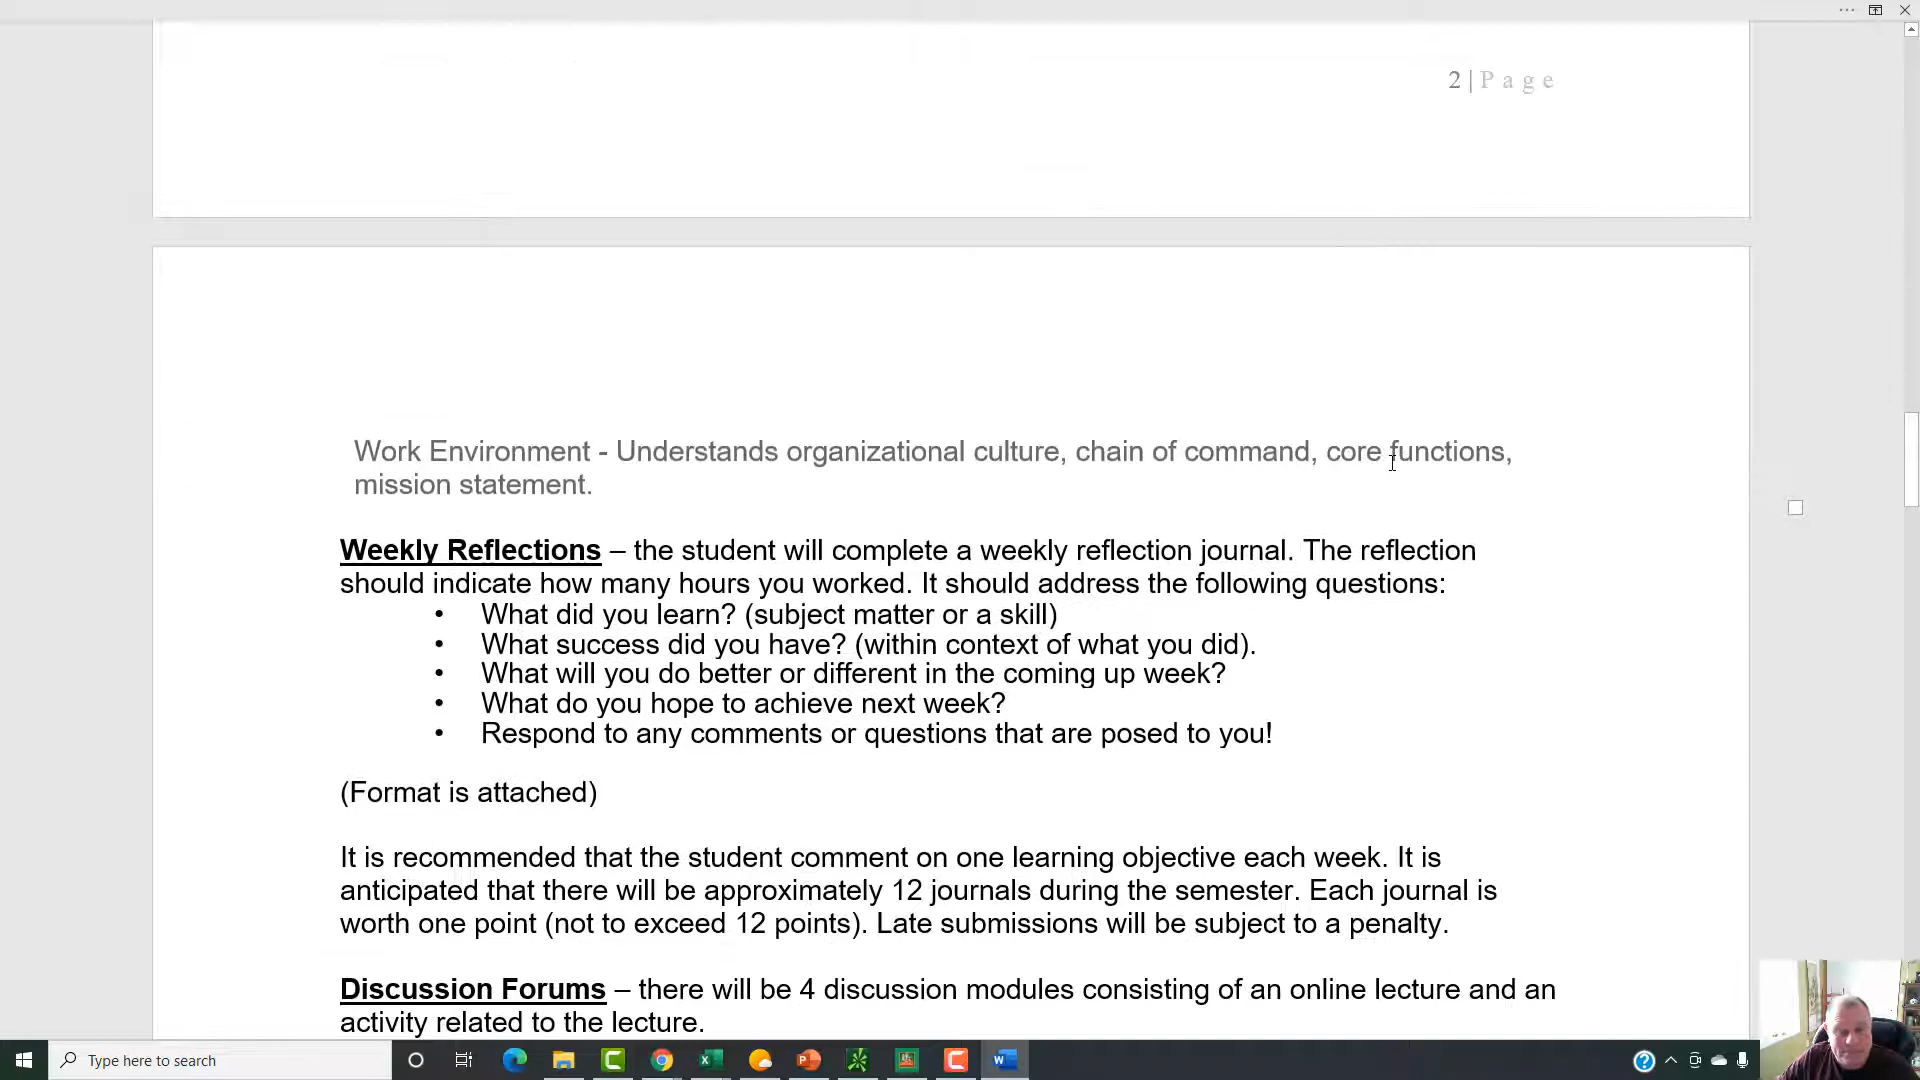 2 | P a g e
Work Environment - Understands organizational culture, chain of command, core functions,
mission statement.
Weekly Reflections – the student will complete a weekly reflection journal. The reflection
should indicate how many hours you worked. It should address the following questions:
• What did you learn? (subject matter or a skill)
• What success did you have? (within context of what you did).
• What will you do better or different in the coming up week?
• What do you hope to achieve next week?
• Respond to any comments or questions that are posed to you!
(Format is attached)
It is recommended that the student comment on one learning objective each week. It is
anticipated that there will be approximately 12 journals during the semester. Each journal is
worth one point (not to exceed 12 points). Late submissions will be subject to a penalty.
Discussion Forums – there will be 4 discussion modules consisting of an online lecture and an
activity related to the lecture.
Type here to search